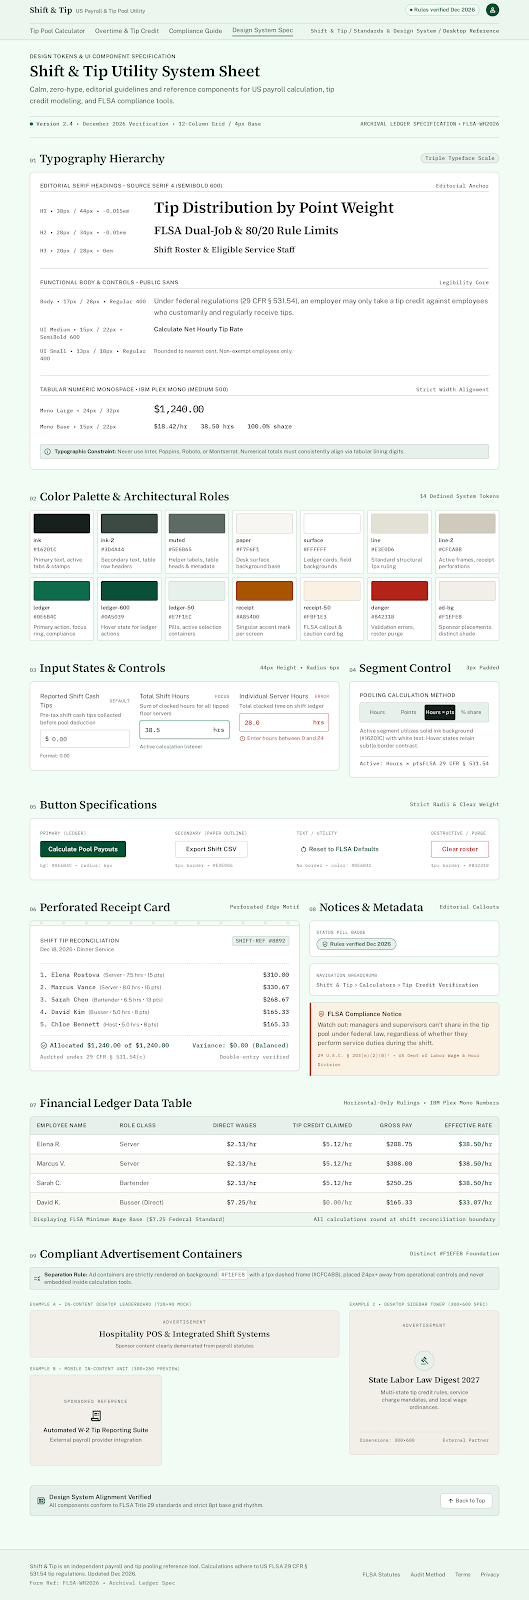 Shift & Tip US Payroll & Tip Pool Utility
Rules verified Dec 2026
Tip Pool Calculator Overtime & Tip Credit Compliance Guide Design System Spec
Shift & Tip / Standards & Design System / Desktop Reference
DESIGN TOKENS & UI COMPONENT SPECIFICATION
Shift & Tip Utility System Sheet
Calm, zero-hype, editorial guidelines and reference components for US payroll calculation, tip
credit modeling, and FLSA compliance tools.
Version 2.4 • December 2026 Verification • 12-Column Grid / 4px Base
ARCHIVAL LEDGER SPECIFICATION • FLSA-WH2026
01 Typography Hierarchy
Triple Typeface Scale
EDITORIAL SERIF HEADINGS • SOURCE SERIF 4 (SEMIBOLD 600)
Editorial Anchor
H1 • 38px / 44px • -0.015em
Tip Distribution by Point Weight
H2 • 28px / 34px • -0.01em
FLSA Dual-Job & 80/20 Rule Limits
H3 • 20px / 28px • 0em
Shift Roster & Eligible Service Staff
FUNCTIONAL BODY & CONTROLS • PUBLIC SANS
Legibility Core
Body • 17px / 28px • Regular 400
Under federal regulations (29 CFR § 531.54), an employer may only take a tip credit against employees
who customarily and regularly receive tips.
UI Medium • 15px / 22px •
SemiBold 600
Calculate Net Hourly Tip Rate
UI Small • 13px / 18px • Regular
400
Rounded to nearest cent. Non-exempt employees only.
TABULAR NUMERIC MONOSPACE • IBM PLEX MONO (MEDIUM 500)
Strict Width Alignment
Mono Large • 24px / 32px
$1,240.00
Mono Base • 15px / 22px
$18.42/hr 38.50 hrs 100.0% share
Typographic Constraint: Never use Inter, Poppins, Roboto, or Montserrat. Numerical totals must consistently align via tabular lining digits.
02 Color Palette & Architectural Roles
14 Defined System Tokens
ink
#16201C
Primary text, active
tabs & stamps
ink-2
#3D4A44
Secondary text, table
row headers
muted
#5E6B65
Helper labels, table
heads & metadata
paper
#F7F6F1
Desk surface
background base
surface
#FFFFFF
Ledger cards, field
backgrounds
line
#E3E0D6
Standard structural
1px ruling
line-2
#CFCABB
Active frames, receipt
perforations
ledger
#0E6B4C
Primary action, focus
ring, compliance
ledger-600
#0A5039
Hover state for ledger
actions
ledger-50
#E7F1EC
Pills, active selection
containers
receipt
#A85400
Singular accent mark
per screen
receipt-50
#FBF1E3
FLSA callout &
caution card bg
danger
#B42318
Validation errors,
roster purge
ad-bg
#F1EFE8
Sponsor placements,
distinct shade
03 Input States & Controls
44px Height • Radius 6px
Reported Shift Cash
Tips
DEFAULT
Pre-tax shift cash tips collected
before pool deduction
$ 0.00
Format: 0.00
Total Shift Hours
FOCUS
Sum of clocked hours for all tipped
floor servers
38.5 hrs
Active calculation listener
Individual Server Hours
ERROR
Total clocked time on shift ledger
28.0 hrs
Enter hours between 0 and 24
04 Segment Control
3px Padded
POOLING CALCULATION METHOD
Hours Points Hours × pts % share
Active segment utilizes solid ink background
(#16201C) with white text. Hover states retain
subtle border contrast.
Active: Hours × pts FLSA 29 CFR § 531.54
05 Button Specifications
Strict Radii & Clear Weight
PRIMARY (LEDGER)
Calculate Pool Payouts
bg: #0E6B4C • radius: 6px
SECONDARY (PAPER OUTLINE)
Export Shift CSV
1px border • #E3E0D6
TEXT / UTILITY
Reset to FLSA Defaults
No border • color: #0E6B4C
DESTRUCTIVE / PURGE
Clear roster
1px border • #B42318
06 Perforated Receipt Card
Perforated Edge Motif
SHIFT TIP RECONCILIATION
Dec 18, 2026 • Dinner Service
SHIFT-REF #8892
1. Elena Rostova (Server • 7.5 hrs • 15 pts) $310.00
2. Marcus Vance (Server • 8.0 hrs • 16 pts) $330.67
3. Sarah Chen (Bartender • 6.5 hrs • 13 pts) $268.67
4. David Kim (Busser • 5.0 hrs • 8 pts) $165.33
5. Chloe Bennett (Host • 5.0 hrs • 8 pts) $165.33
Allocated $1,240.00 of $1,240.00
Variance: $0.00 (Balanced)
Audited under 29 CFR § 531.54(c)
Double-entry verified
08 Notices & Metadata
Editorial Callouts
STATUS PILL BADGE
Rules verified Dec 2026
NAVIGATION BREADCRUMB
Shift & Tip › Calculators › Tip Credit Verification
FLSA Compliance Notice
Watch out: managers and supervisors can't share in the tip
pool under federal law, regardless of whether they
perform service duties during the shift.
29 U.S.C. § 203(m)(2)(B) • US Dept of Labor Wage & Hour
Division
07 Financial Ledger Data Table
Horizontal-Only Rulings • IBM Plex Mono Numbers
EMPLOYEE NAME ROLE CLASS DIRECT WAGES TIP CREDIT CLAIMED GROSS PAY EFFECTIVE RATE
Elena R. Server $2.13/hr $5.12/hr $288.75 $38.50/hr
Marcus V. Server $2.13/hr $5.12/hr $308.00 $38.50/hr
Sarah C. Bartender $2.13/hr $5.12/hr $250.25 $38.50/hr
David K. Busser (Direct) $7.25/hr $0.00/hr $165.33 $33.07/hr
Displaying FLSA Minimum Wage Base ($7.25 Federal Standard)
All calculations round at shift reconciliation boundary
09 Compliant Advertisement Containers
Distinct #F1EFE8 Foundation
Separation Rule: Ad containers are strictly rendered on background #F1EFE8 with a 1px dashed frame (#CFCABB), placed 24px+ away from operational controls and never
embedded inside calculation tools.
EXAMPLE A • IN-CONTENT DESKTOP LEADERBOARD (728×90 MOCK)
ADVERTISEMENT
Hospitality POS & Integrated Shift Systems
Sponsor content clearly demarcated from payroll statutes
EXAMPLE B • MOBILE IN-CONTENT UNIT (300×250 PREVIEW)
SPONSORED REFERENCE
Automated W-2 Tip Reporting Suite
External payroll provider integration
EXAMPLE C • DESKTOP SIDEBAR TOWER (300×600 SPEC)
ADVERTISEMENT
State Labor Law Digest 2027
Multi-state tip credit rules, service
charge mandates, and local wage
ordinances.
Dimensions: 300×600 External Partner
Design System Alignment Verified
All components conform to FLSA Title 29 standards and strict 8pt base grid rhythm.
↑ Back to Top
Shift & Tip is an independent payroll and tip pooling reference tool. Calculations adhere to US FLSA 29 CFR §
531.54 tip regulations. Updated Dec 2026.
Form Ref: FLSA-WH2026 • Archival Ledger Spec
FLSA Statutes Audit Method Terms Privacy